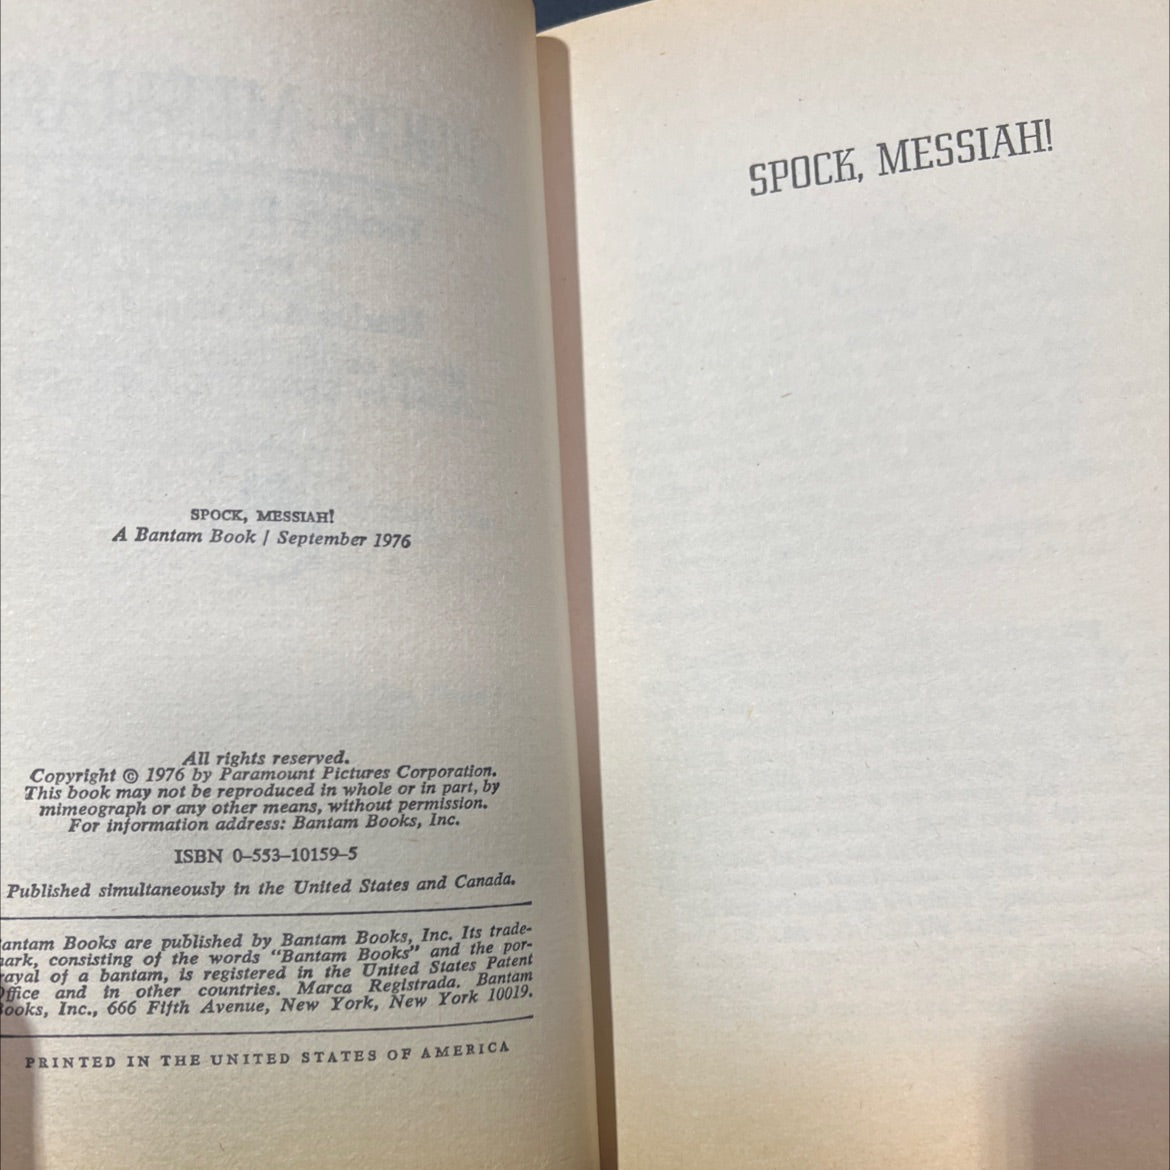 SPOCK, MESSIAH!
A Bantam Book / September 1976
All rights reserved.
Copyright © 1976 by Paramount Pictures Corporation.
This book may not be reproduced in whole or in part, by
mimeograph or any other means, without permission.
For information address: Bantam Books, Inc.
ISBN 0-553-10159-5
Published simultaneously in the United States and Canada.
antam Books are published by Bantam Books, Inc. Its trade-
ark, consisting of the words "Bantam Books" and the por-
rayal of a bantam, is registered in the United States Patent
Office and in other countries. Marca Registrada. Bantam
ooks, Inc., 666 Fifth Avenue, New York, New York 10019.
PRINTED IN THE UNITED STATES OF AMERICA
SPOCK, MESSIAH!